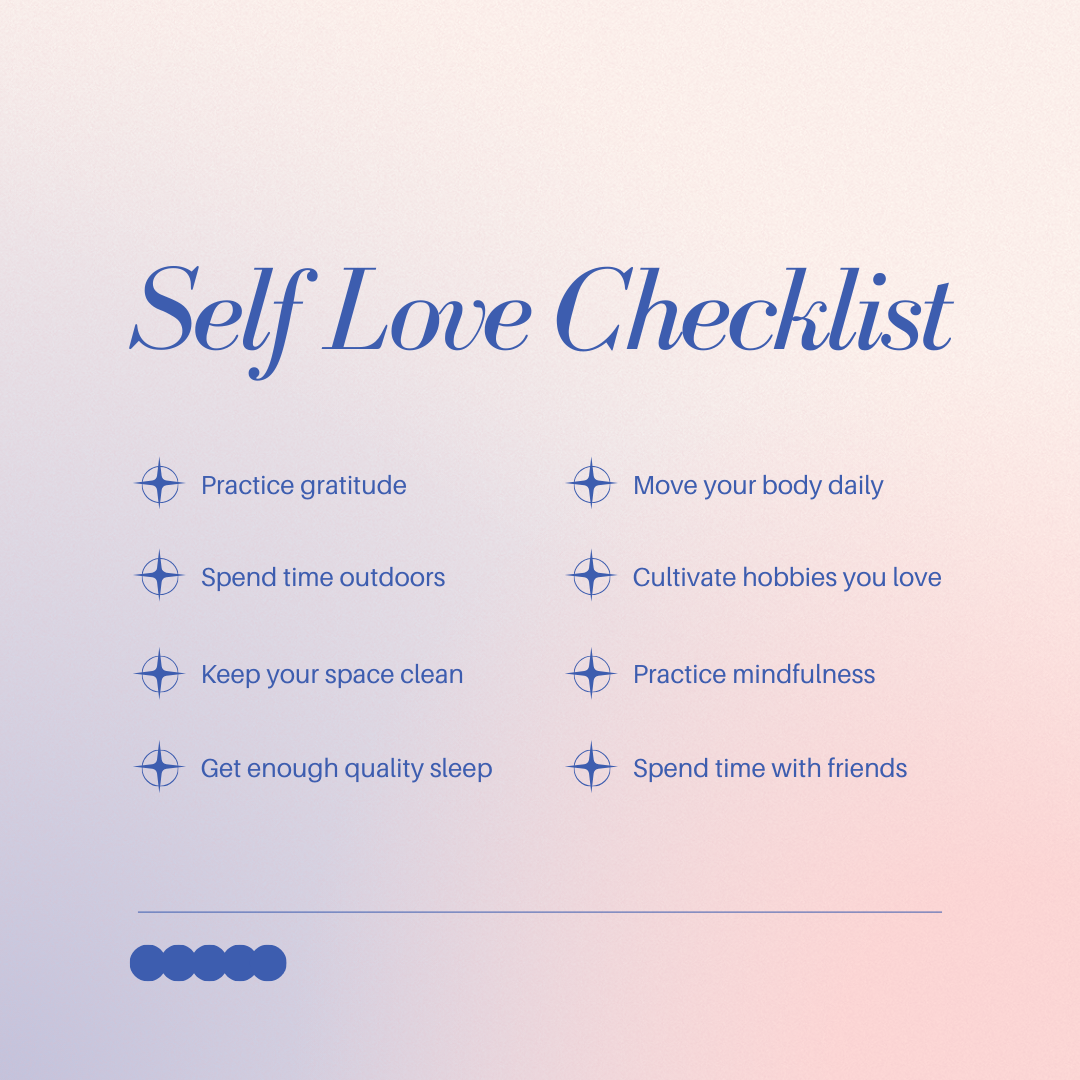 Self Love Checklist
Practice gratitude
Spend time outdoors
Keep your space clean
Get enough quality sleep
Move your body daily
Cultivate hobbies you love
Practice mindfulness
Spend time with friends